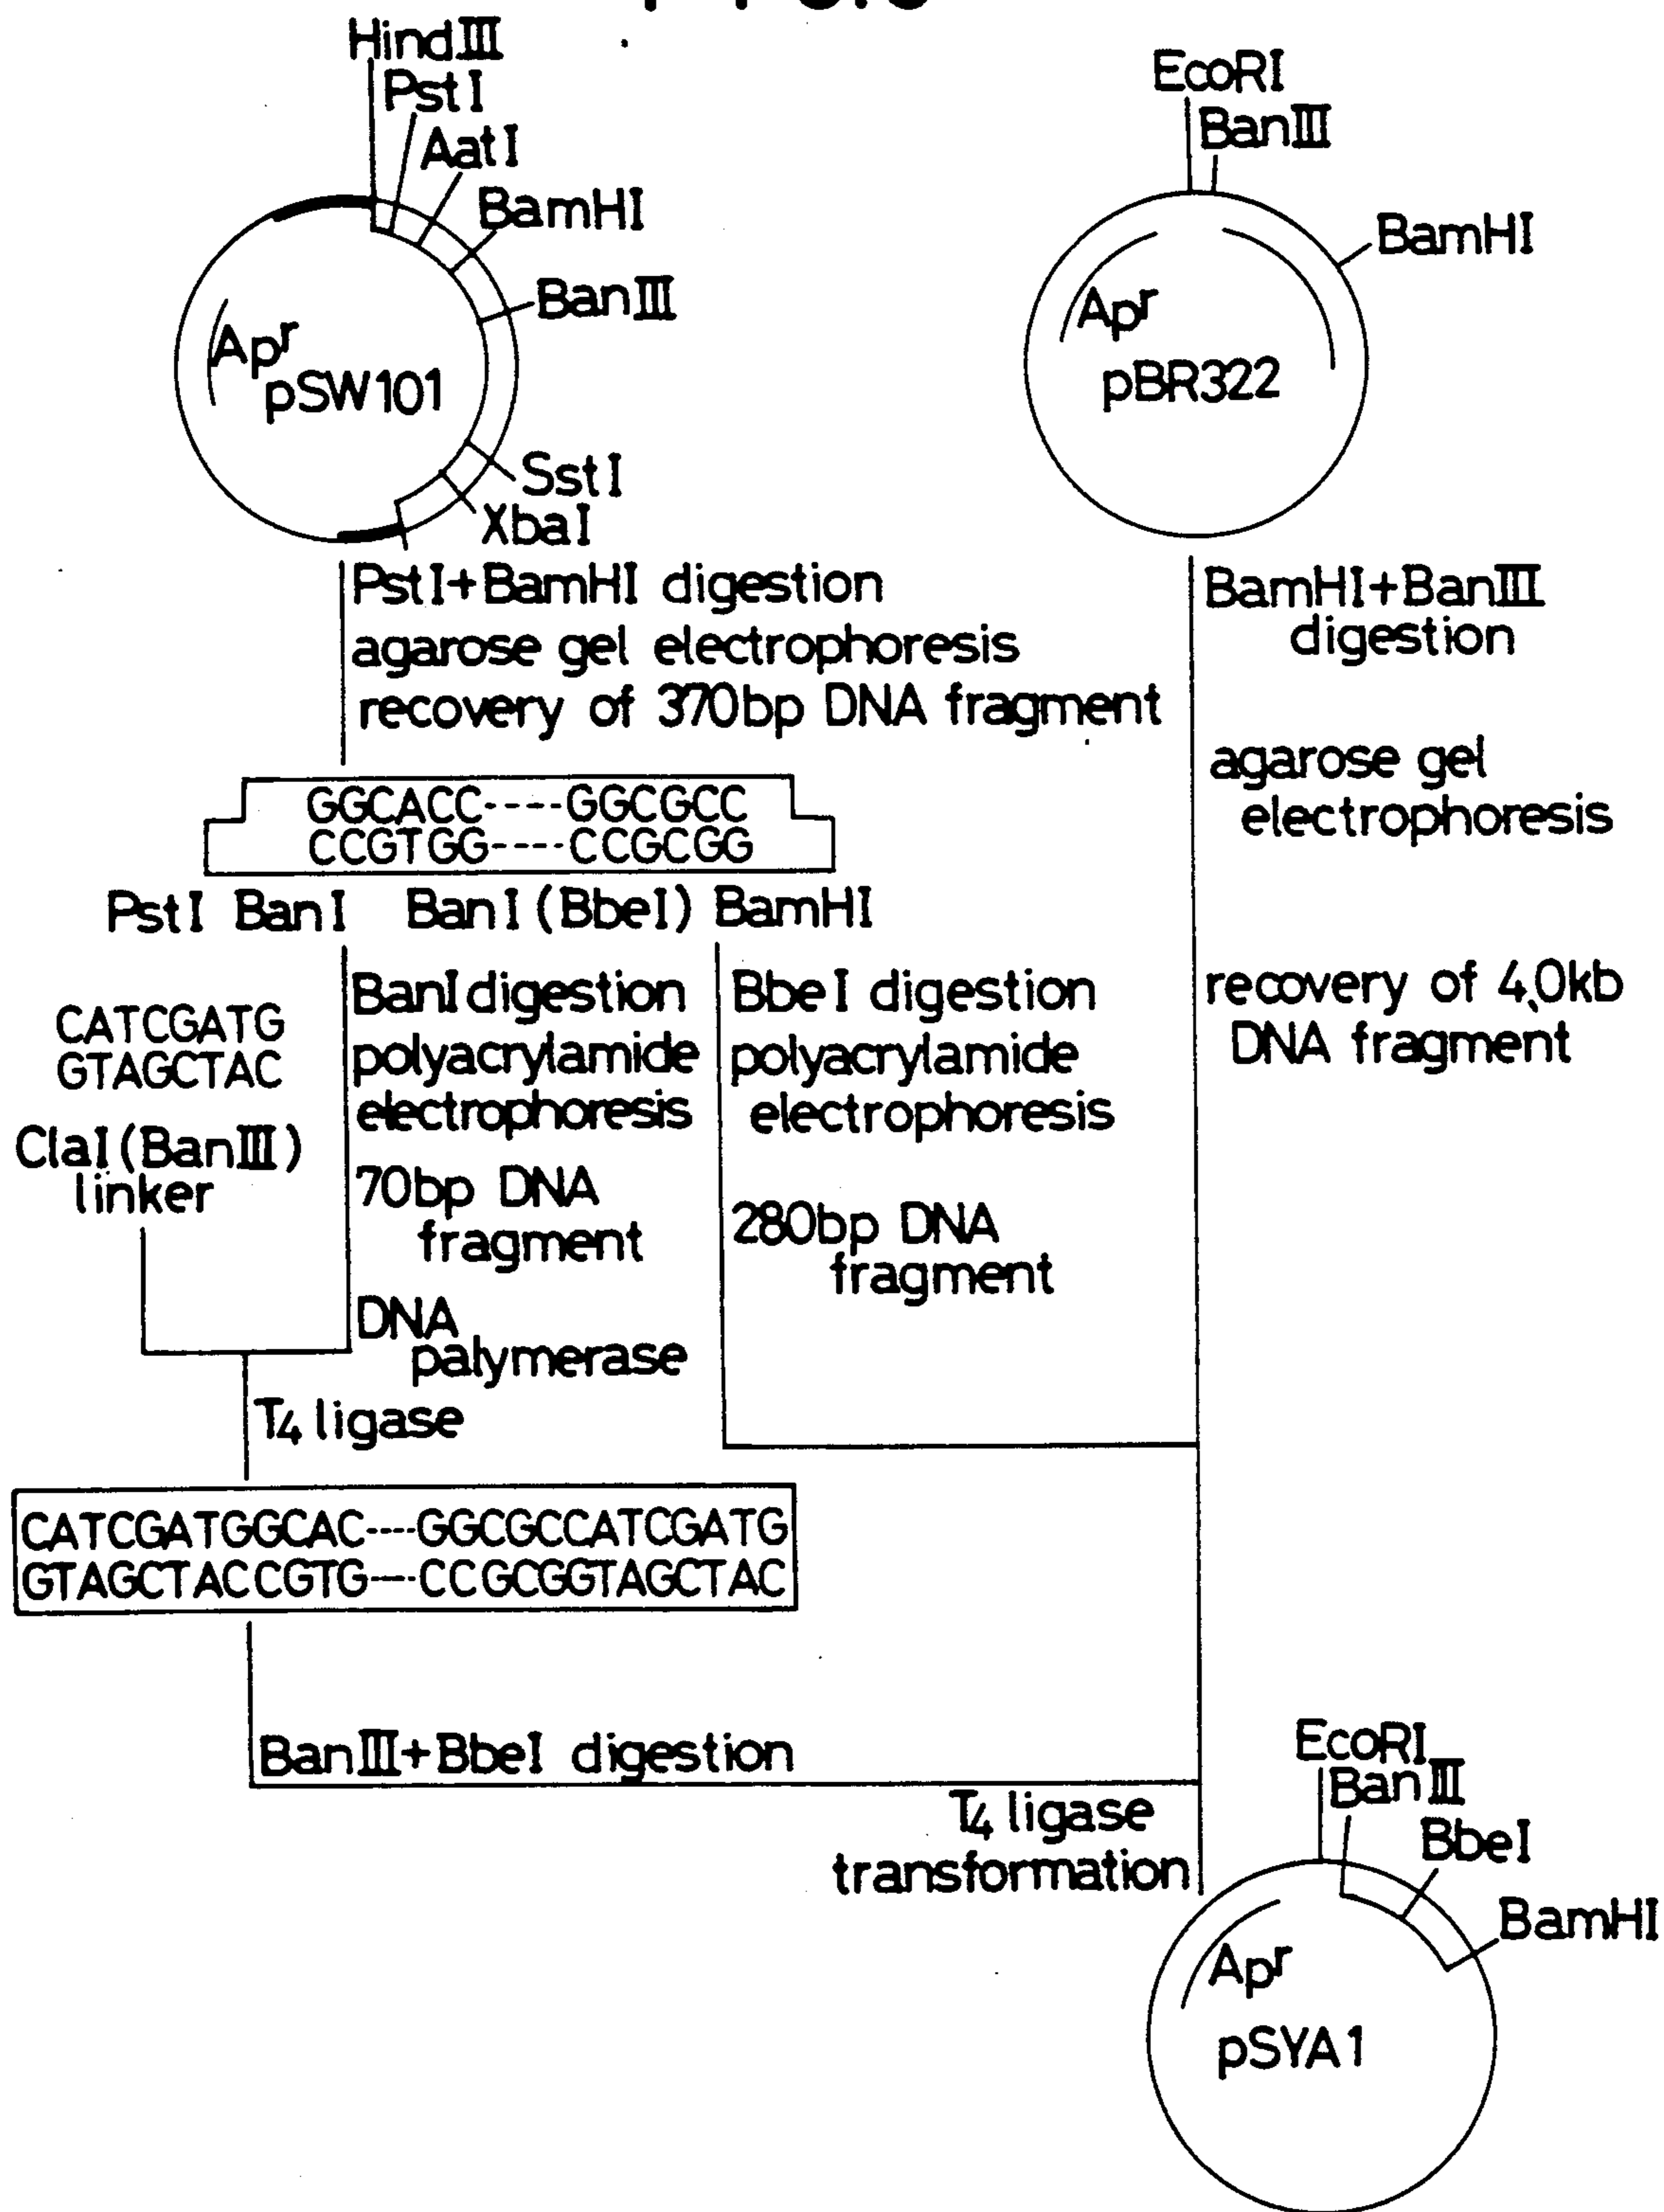 HindIII
PstI
AatI
BamHI
BanIII
Apr
pSW101
SstI
XbaI
EcoRI
BanIII
BamHI
Apr
pBR322
PstI+BamHI digestion
agarose gel electrophoresis
recovery of 370bp DNA fragment
BamHI+BanIII
digestion
agarose gel
electrophoresis
recovery of 4,0kb
DNA fragment
GGCACC----GGCGCC
CCGTGG----CCGCGG
PstI BanI BanI(BbeI) BamHI
CATCGATG
GTAGCTAC
ClaI(BanIII)
linker
BanI digestion
polyacrylamide
electrophoresis
70bp DNA
fragment
DNA
palymerase
BbeI digestion
polyacrylamide
electrophoresis
280bp DNA
fragment
T4 ligase
CATCGATGGCAC----GGCGCCATCGATG
GTAGCTACCGTG----CCGCGGTAGCTAC
BanIII+BbeI digestion
T4 ligase
transformation
EcoRI
BanIII
BbeI
BamHI
Apr
pSYA1